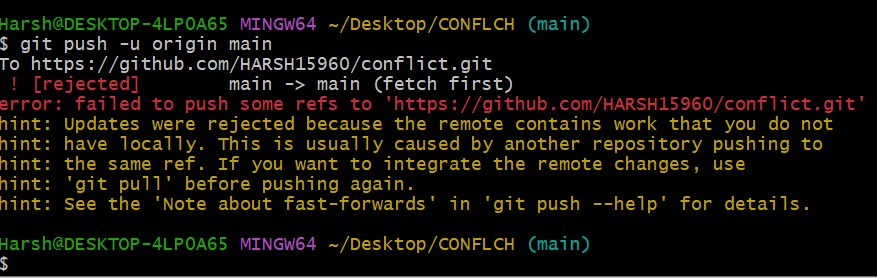 Harsh@DESKTOP-4LP0A65 MINGW64 ~/Desktop/CONFLCH (main)
$ git push -u origin main
To https://github.com/HARSH15960/conflict.git
 ! [rejected]        main -> main (fetch first)
error: failed to push some refs to 'https://github.com/HARSH15960/conflict.git'
hint: Updates were rejected because the remote contains work that you do not
hint: have locally. This is usually caused by another repository pushing to
hint: the same ref. If you want to integrate the remote changes, use
hint: 'git pull' before pushing again.
hint: See the 'Note about fast-forwards' in 'git push --help' for details.
Harsh@DESKTOP-4LP0A65 MINGW64 ~/Desktop/CONFLCH (main)
$